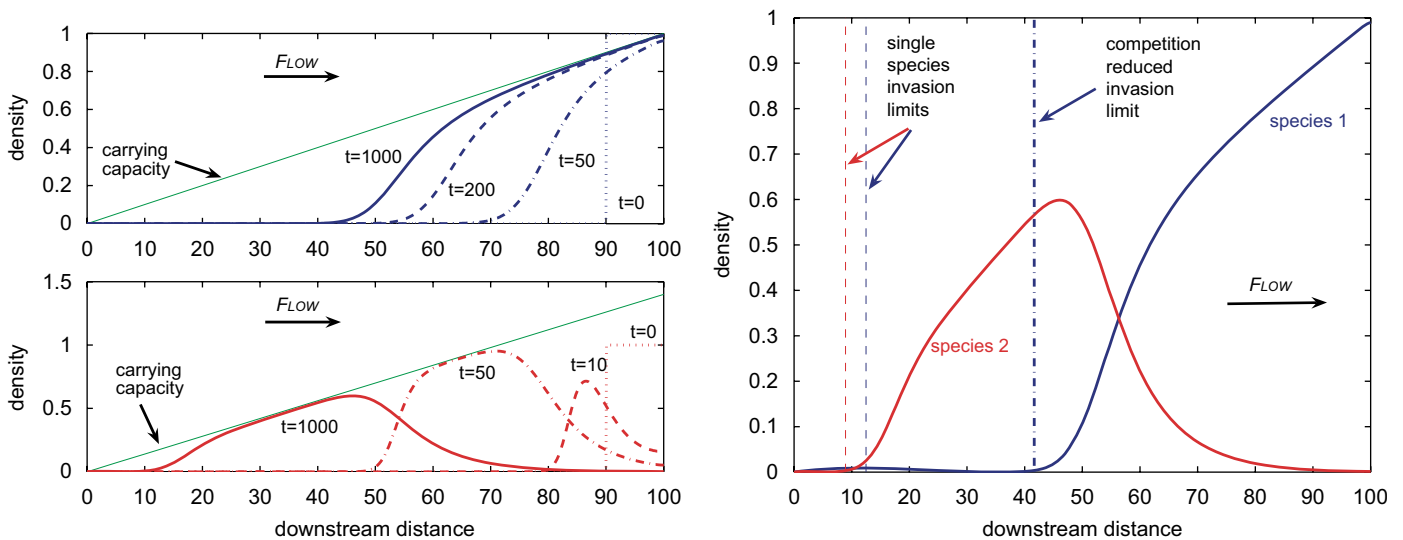 1
0.8
0.6
0.4
0.2
0
density
FLOW
carrying
capacity
t=1000
t=200
t=50
t=0
0 10 20 30 40 50 60 70 80 90 100
1.5
1
0.5
0
density
FLOW
carrying
capacity
t=1000
t=50
t=10
t=0
0 10 20 30 40 50 60 70 80 90 100
downstream distance
1
0.9
0.8
0.7
0.6
0.5
0.4
0.3
0.2
0.1
0
density
single
species
invasion
limits
competition
reduced
invasion
limit
species 1
species 2
FLOW
0 10 20 30 40 50 60 70 80 90 100
downstream distance